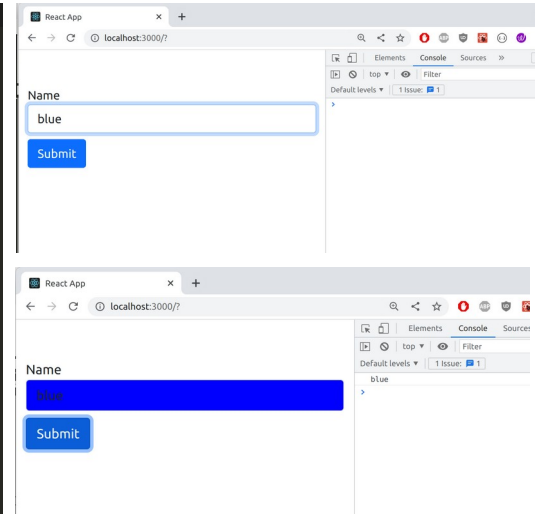 React App × +
localhost:3000/?
Elements Console Sources »
top ▼ Filter
Default levels ▼ 1 Issue: 1
>
Name
blue
Submit
React App × +
localhost:3000/?
Elements Console Sources
top ▼ Filter
Default levels ▼ 1 Issue: 1
blue
>
Name
blue
Submit